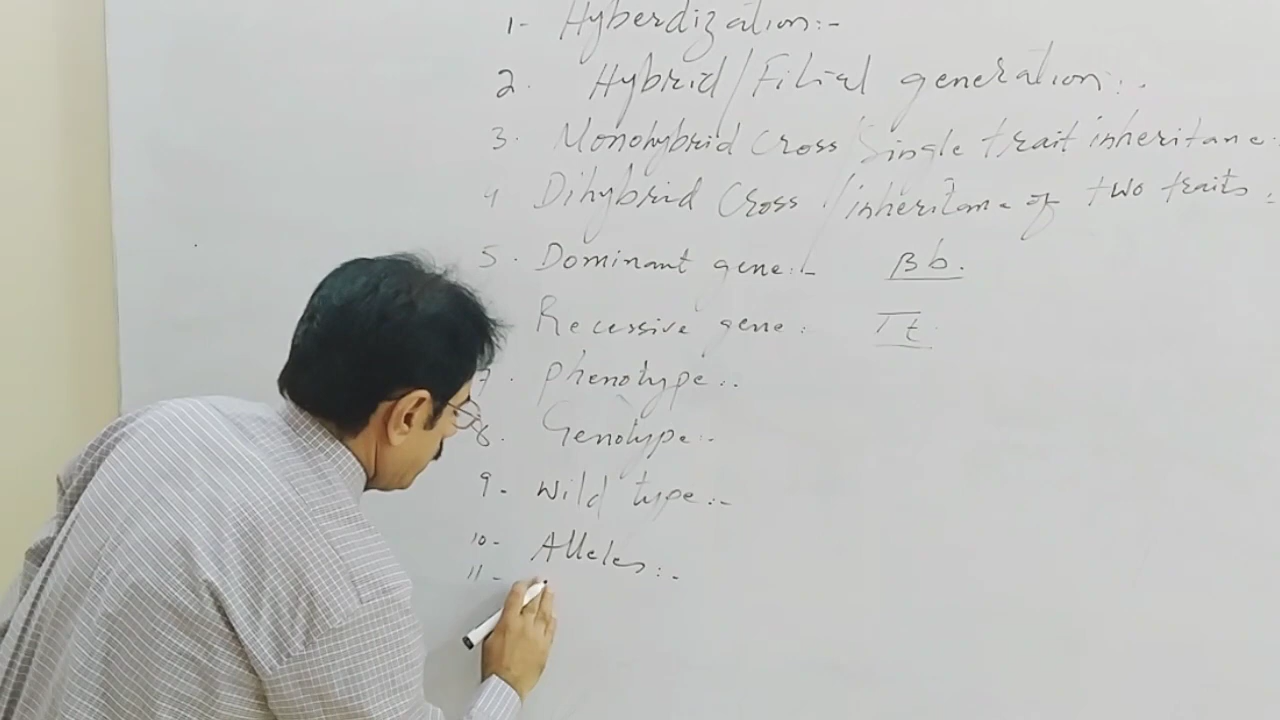 1- Hyberdization:-
2. Hybrid/Filial generation:-
3. Monohybrid Cross/Single trait inheritance:
4 Dihybrid Cross/inheritance of two traits:
5. Dominant gene:- Bb.
Recessive gene: Tt.
7. phenotype:.
8. Genotype:-
9- Wild type:-
10- Alleles:-
11-